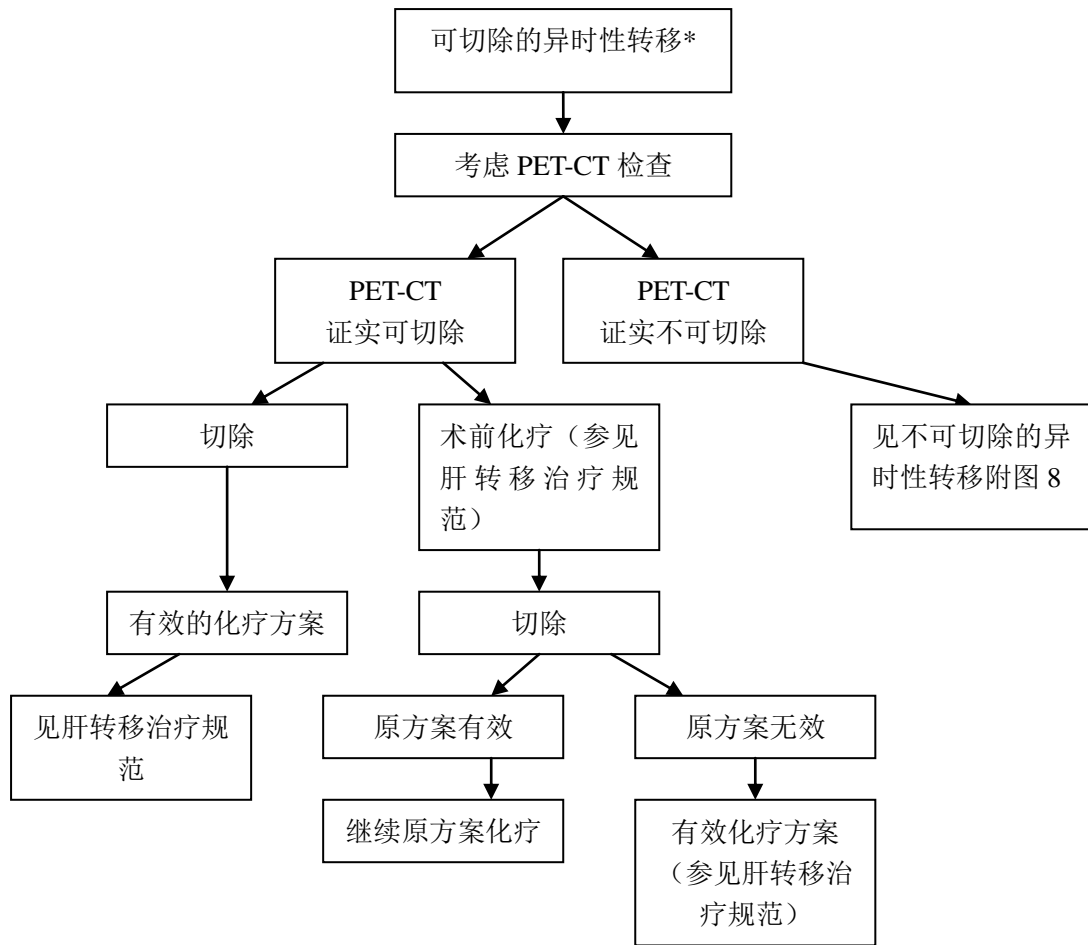 可切除的异时性转移*
考虑 PET-CT 检查
PET-CT
证实可切除
PET-CT
证实不可切除
切除
术前化疗（参见
肝转移治疗规
范）
见不可切除的异
时性转移附图 8
有效的化疗方案
切除
见肝转移治疗规
范
原方案有效
原方案无效
继续原方案化疗
有效化疗方案
（参见肝转移治
疗规范）